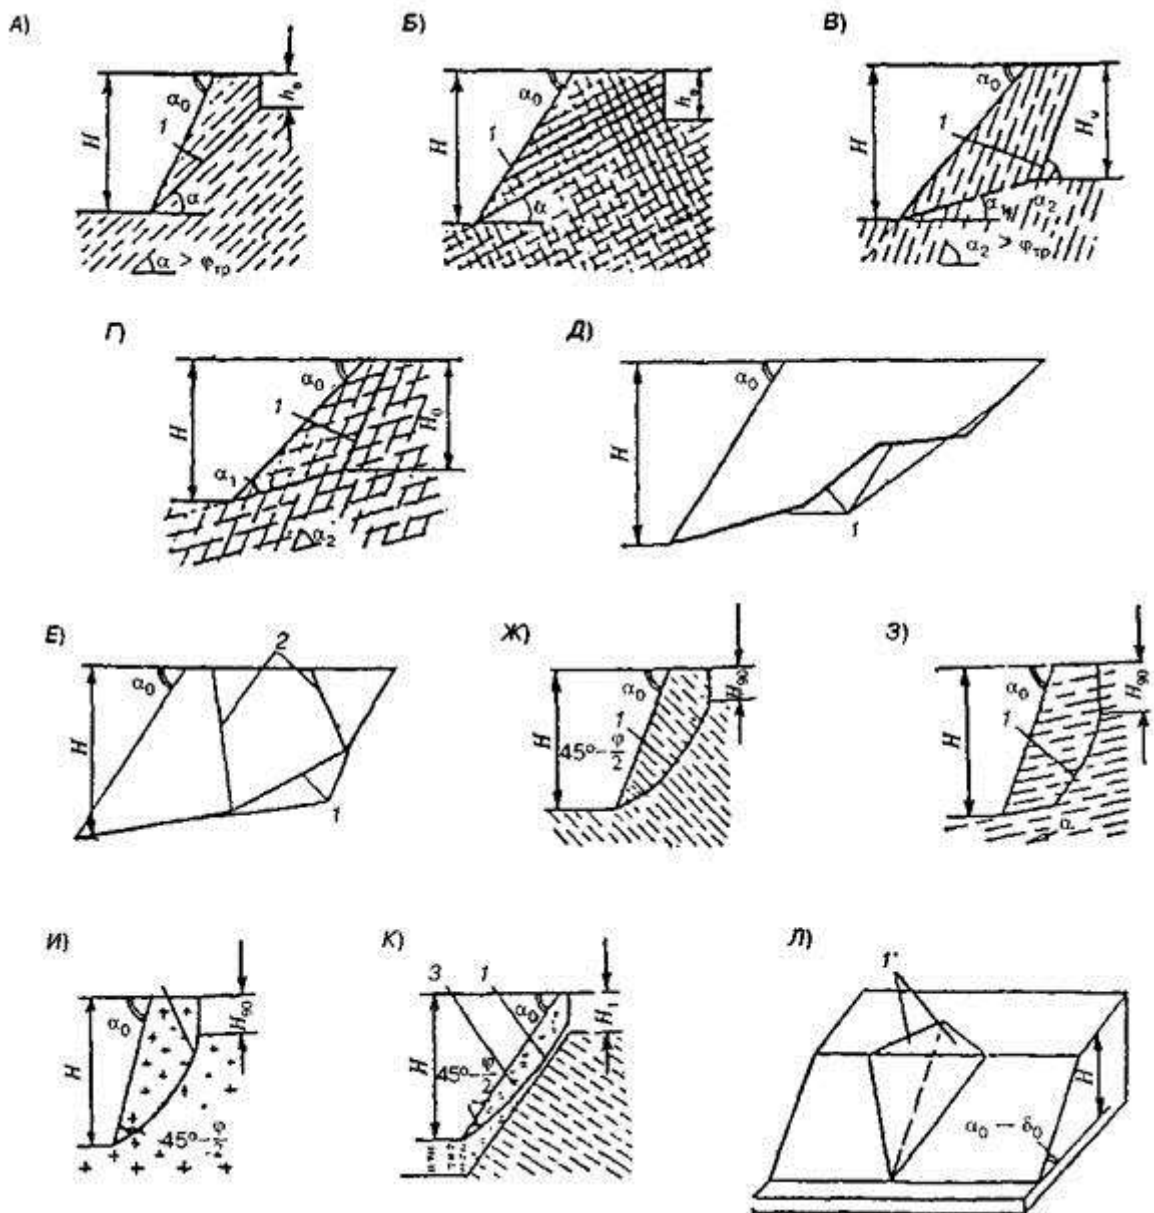 А) Б) В)
H α₀ 1 α hв
α > φтр
H α₀ 1 α hв
H α₀ 1 α₁ α₂
α₂ > φтр
Г) Д)
H α₀ 1 α₁ H₀
α₂
H α₀ 1
Е) Ж) З)
H α₀ 2 1
H α₀ 1 H₉₀
45° – φ/2
H α₀ 1 H₉₀
α
И) К) Л)
H α₀ H₉₀
45° – φ/2
3 1
H α₀ H₁
45° – φ/2
1*
H
α₀ – δ₀